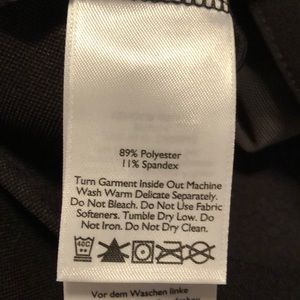 89% Polyester
11% Spandex
Turn Garment Inside Out Machine
Wash Warm Delicate Separately.
Do Not Bleach. Do Not Use Fabric
Softeners. Tumble Dry Low. Do
Not Iron. Do Not Dry Clean.
40C
Vor dem Waschen linke